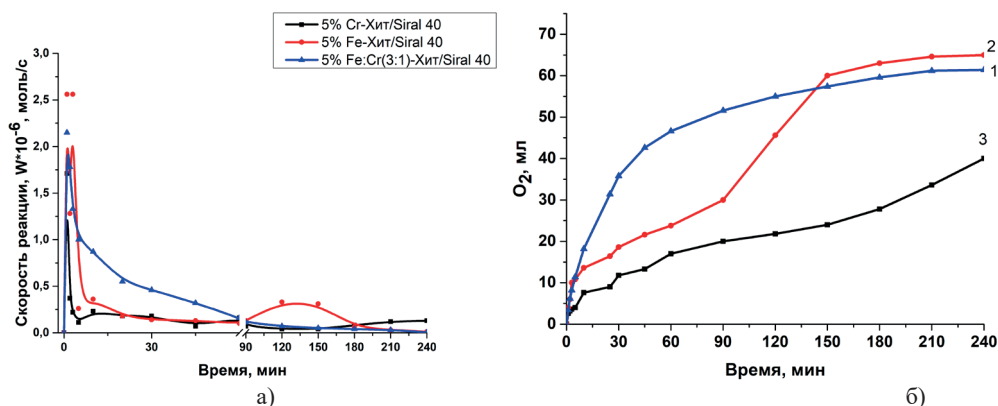 5% Cr-Хит/Siral 40
5% Fe-Хит/Siral 40
5% Fe:Cr(3:1)-Хит/Siral 40
Скорость реакции, W*10⁻⁶, моль/с
3,0
2,5
2,0
1,5
1,0
0,5
0,0
0 30 90 120 150 180 210 240
Время, мин
а)
O₂, мл
70
60
50
40
30
20
10
0
2
1
3
0 30 60 90 120 150 180 210 240
Время, мин
б)